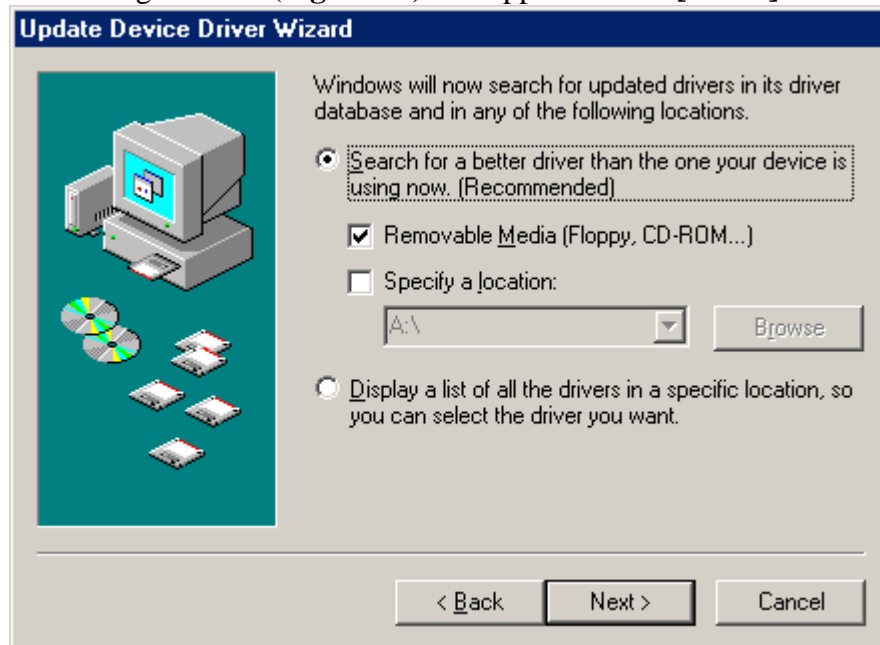 Update Device Driver Wizard
Windows will now search for updated drivers in its driver
database and in any of the following locations.
Search for a better driver than the one your device is
using now. (Recommended)
Removable Media (Floppy, CD-ROM...)
Specify a location:
A:\
Browse
Display a list of all the drivers in a specific location, so
you can select the driver you want.
< Back
Next >
Cancel